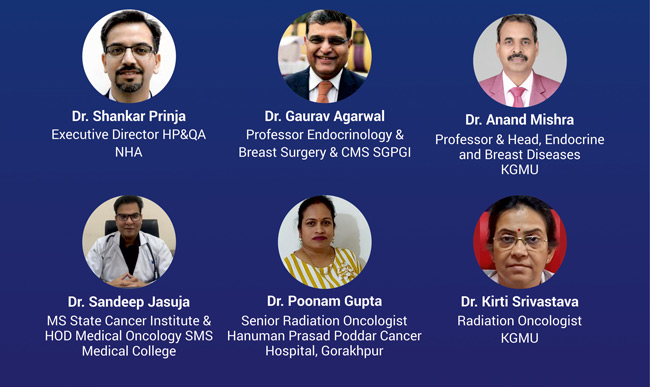 Dr. Shankar Prinja
Executive Director HP&QA
NHA
Dr. Gaurav Agarwal
Professor Endocrinology &
Breast Surgery & CMS SGPGI
Dr. Anand Mishra
Professor & Head, Endocrine
and Breast Diseases
KGMU
Dr. Sandeep Jasuja
MS State Cancer Institute &
HOD Medical Oncology SMS
Medical College
Dr. Poonam Gupta
Senior Radiation Oncologist
Hanuman Prasad Poddar Cancer
Hospital, Gorakhpur
Dr. Kirti Srivastava
Radiation Oncologist
KGMU